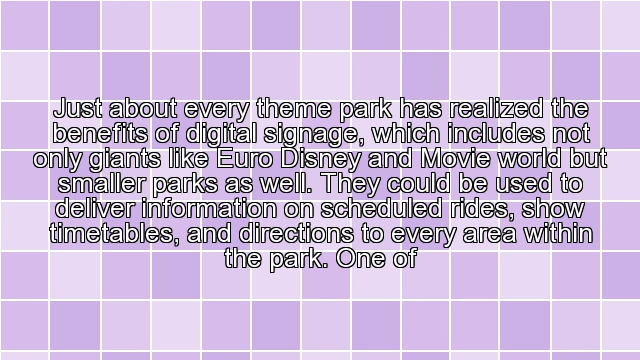 Just about every theme park has realized the
benefits of digital signage, which includes not
only giants like Euro Disney and Movie world but
smaller parks as well. They could be used to
deliver information on scheduled rides, show
timetables, and directions to every area within
the park. One of